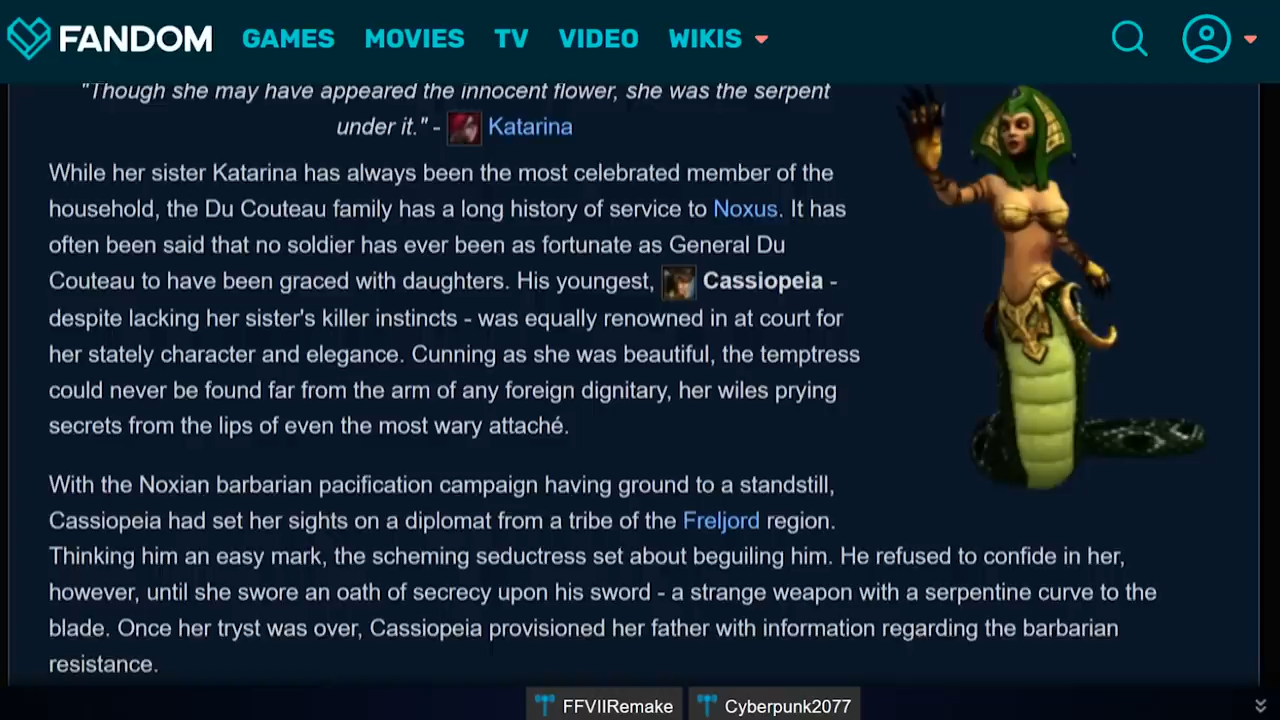 FANDOM GAMES MOVIES TV VIDEO WIKIS
"Though she may have appeared the innocent flower, she was the serpent
under it." - Katarina
While her sister Katarina has always been the most celebrated member of the
household, the Du Couteau family has a long history of service to Noxus. It has
often been said that no soldier has ever been as fortunate as General Du
Couteau to have been graced with daughters. His youngest, Cassiopeia -
despite lacking her sister's killer instincts - was equally renowned in at court for
her stately character and elegance. Cunning as she was beautiful, the temptress
could never be found far from the arm of any foreign dignitary, her wiles prying
secrets from the lips of even the most wary attaché.
With the Noxian barbarian pacification campaign having ground to a standstill,
Cassiopeia had set her sights on a diplomat from a tribe of the Freljord region.
Thinking him an easy mark, the scheming seductress set about beguiling him. He refused to confide in her,
however, until she swore an oath of secrecy upon his sword - a strange weapon with a serpentine curve to the
blade. Once her tryst was over, Cassiopeia provisioned her father with information regarding the barbarian
resistance.
FFVIIRemake Cyberpunk2077